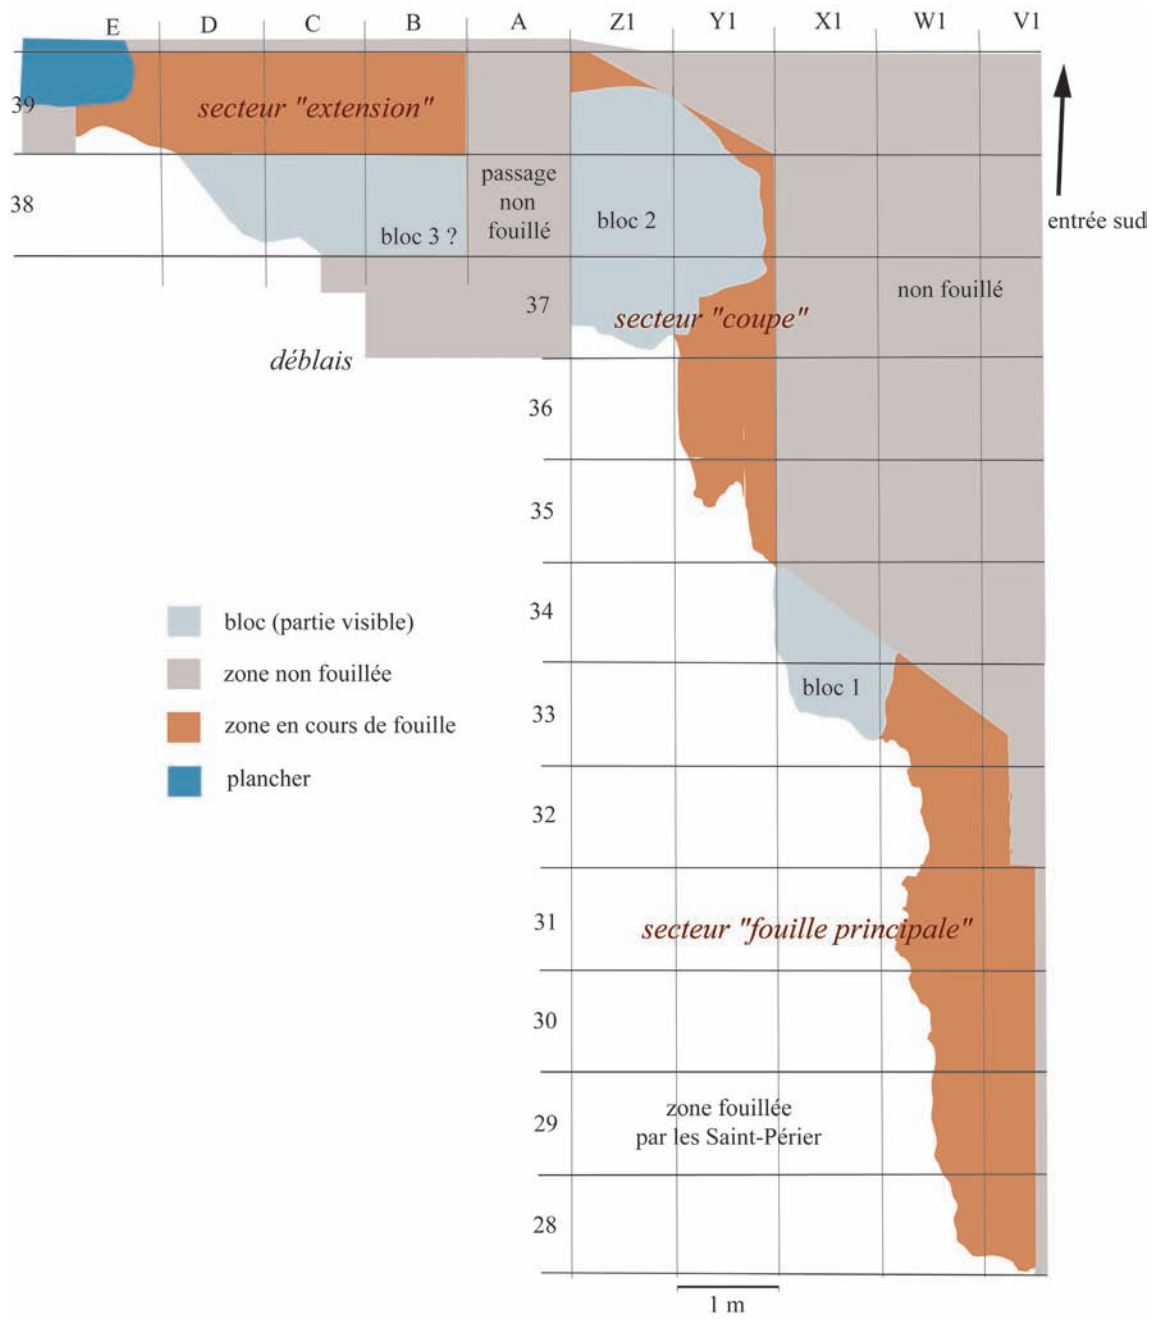 E D C B A Z1 Y1 X1 W1 V1
39
secteur "extension"
38
passage
non
fouillé
bloc 2
bloc 3 ?
entrée sud
non fouillé
37
secteur "coupe"
déblais
36
35
34
bloc (partie visible)
zone non fouillée
zone en cours de fouille
plancher
bloc 1
33
32
31
secteur "fouille principale"
30
29
zone fouillée
par les Saint-Périer
28
1 m